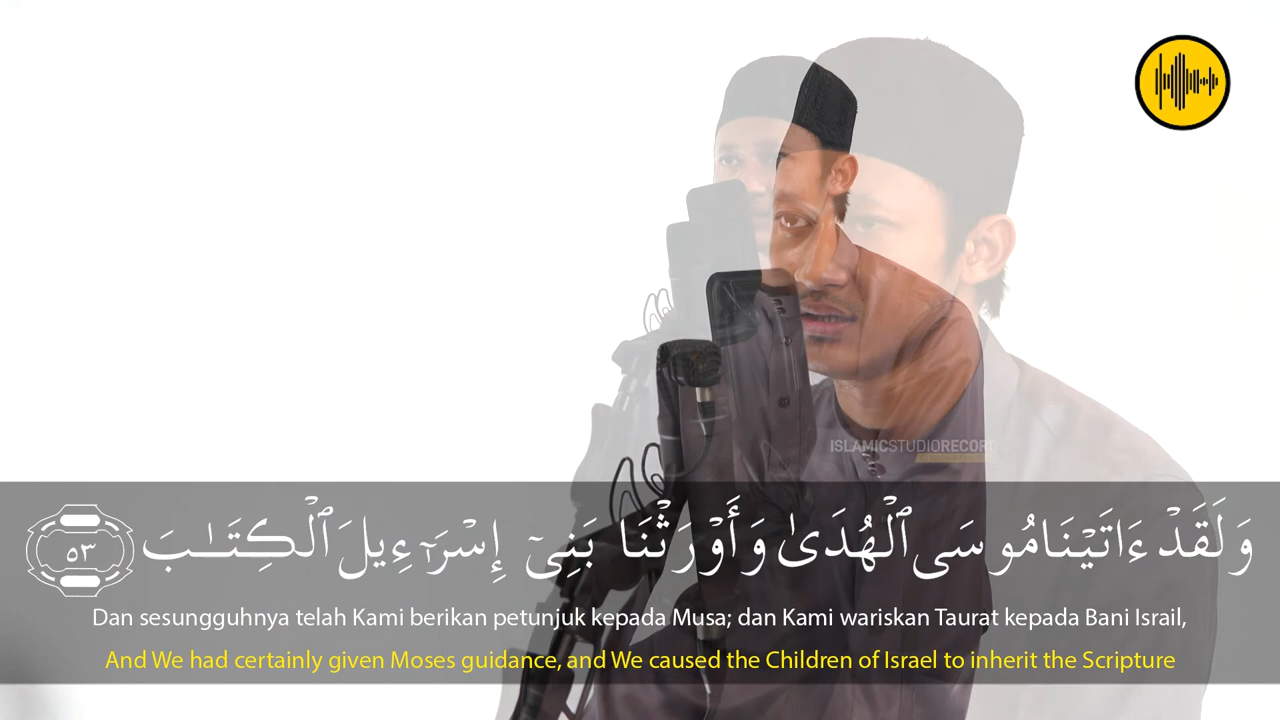 ISLAMICSTUDIORECORD
وَلَقَدْ ءَاتَيْنَا مُوسَى ٱلْهُدَىٰ وَأَوْرَثْنَا بَنِىٓ إِسْرَٰٓءِيلَ ٱلْكِتَـٰبَ ٥٣
Dan sesungguhnya telah Kami berikan petunjuk kepada Musa; dan Kami wariskan Taurat kepada Bani Israil,
And We had certainly given Moses guidance, and We caused the Children of Israel to inherit the Scripture